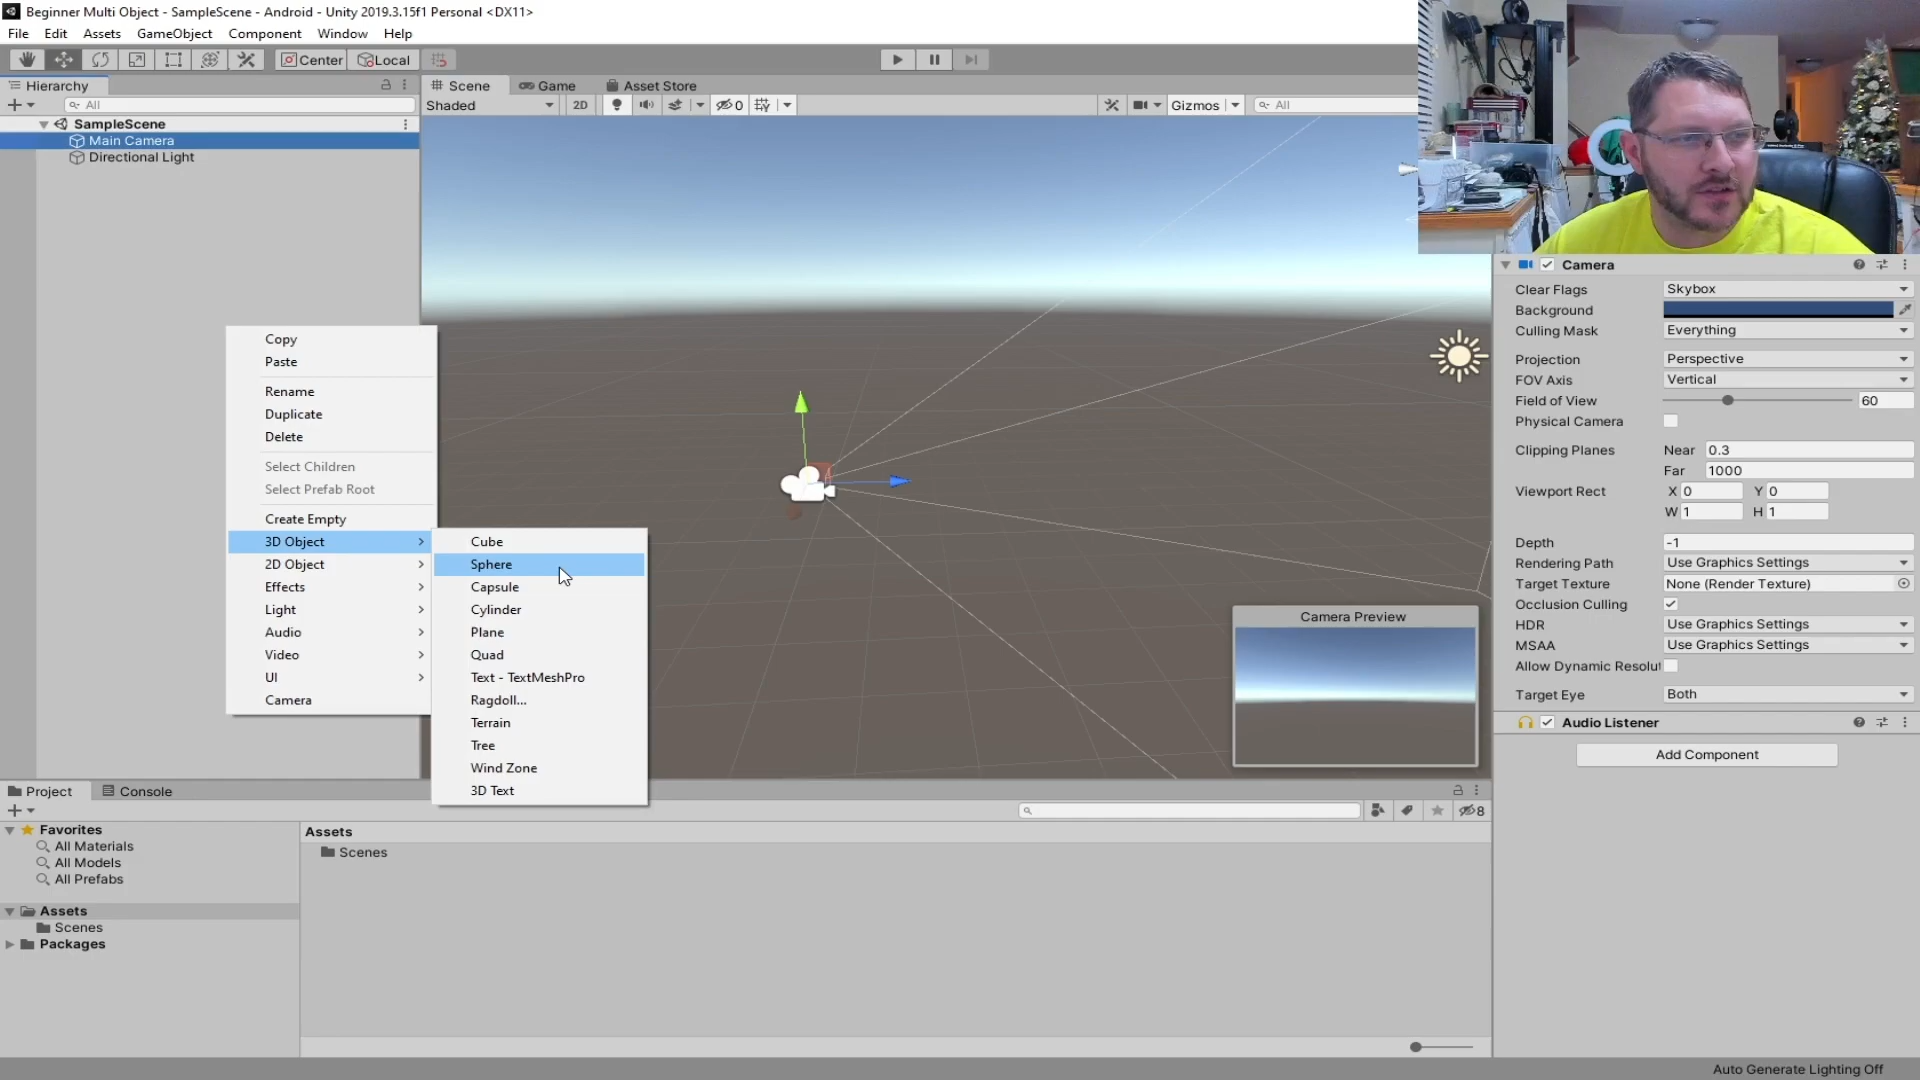 Beginner Multi Object - SampleScene - Android - Unity 2019.3.15f1 Personal <DX11>
File Edit Assets GameObject Component Window Help
Center Local
Hierarchy
All
SampleScene
Main Camera
Directional Light
Scene Game Asset Store
Shaded 2D 0 Gizmos All
Copy
Paste
Rename
Duplicate
Delete
Select Children
Select Prefab Root
Create Empty
3D Object
2D Object
Effects
Light
Audio
Video
UI
Camera
Cube
Sphere
Capsule
Cylinder
Plane
Quad
Text - TextMeshPro
Ragdoll...
Terrain
Tree
Wind Zone
3D Text
Camera Preview
Camera
Clear Flags Skybox
Background
Culling Mask Everything
Projection Perspective
FOV Axis Vertical
Field of View 60
Physical Camera
Clipping Planes Near 0.3
Far 1000
Viewport Rect X 0 Y 0
W 1 H 1
Depth -1
Rendering Path Use Graphics Settings
Target Texture None (Render Texture)
Occlusion Culling
HDR Use Graphics Settings
MSAA Use Graphics Settings
Allow Dynamic Resolut
Target Eye Both
Audio Listener
Add Component
Project Console
8
Favorites
All Materials
All Models
All Prefabs
Assets
Scenes
Packages
Assets
Scenes
Auto Generate Lighting Off